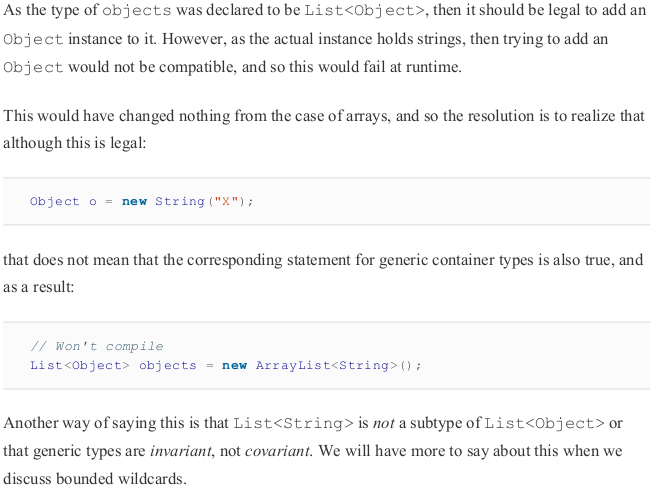 As the type of objects was declared to be List<Object>, then it should be legal to add an
Object instance to it. However, as the actual instance holds strings, then trying to add an
Object would not be compatible, and so this would fail at runtime.
This would have changed nothing from the case of arrays, and so the resolution is to realize that
although this is legal:
Object o = new String("X");
that does not mean that the corresponding statement for generic container types is also true, and
as a result:
// Won't compile
List<Object> objects = new ArrayList<String>();
Another way of saying this is that List<String> is not a subtype of List<Object> or
that generic types are invariant, not covariant. We will have more to say about this when we
discuss bounded wildcards.